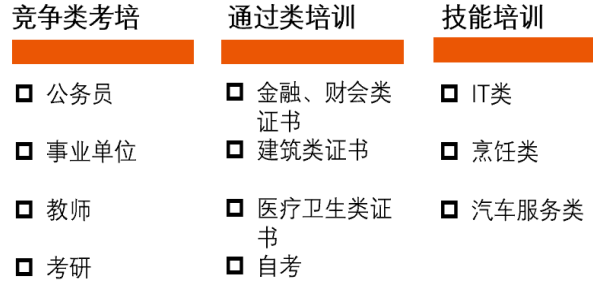 竞争类考培
公务员
事业单位
教师
考研
通过类培训
金融、财会类
证书
建筑类证书
医疗卫生类证
书
自考
技能培训
IT类
烹饪类
汽车服务类